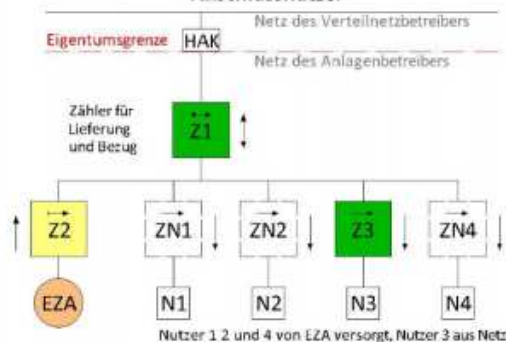 Netz des Verteilnetzbetreibers
Eigentumsgrenze
HAK
Netz des Anlagenbetreibers
Zähler für
Lieferung
und Bezug
Z1
Z2
ZN1
ZN2
Z3
ZN4
EZA
N1
N2
N3
N4
Nutzer 1 2 und 4 von EZA versorgt, Nutzer 3 aus Netz